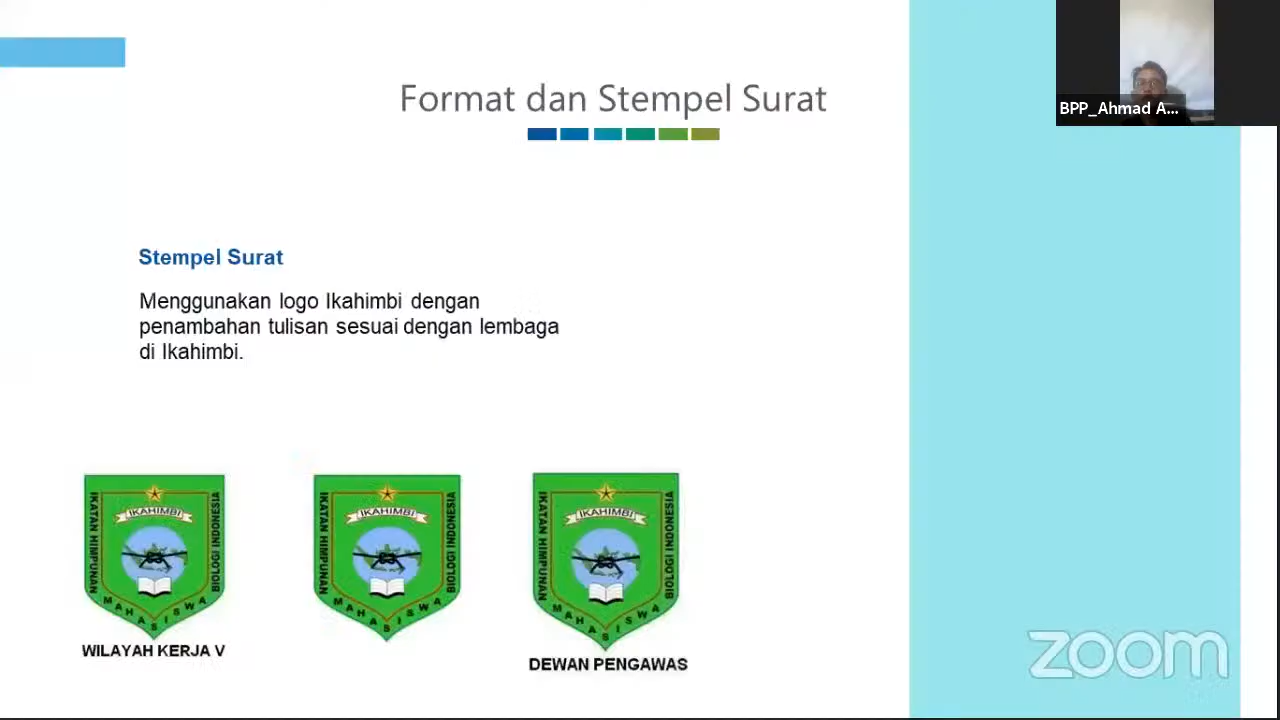 BPP_Ahmad A...
Format dan Stempel Surat
Stempel Surat
Menggunakan logo Ikahimbi dengan
penambahan tulisan sesuai dengan lembaga
di Ikahimbi.
IKAHIMBI
IKATAN HIMPUNAN
MAHASISWA
BIOLOGI INDONESIA
WILAYAH KERJA V
IKAHIMBI
IKATAN HIMPUNAN
MAHASISWA
BIOLOGI INDONESIA
IKAHIMBI
IKATAN HIMPUNAN
MAHASISWA
BIOLOGI INDONESIA
DEWAN PENGAWAS
zoom